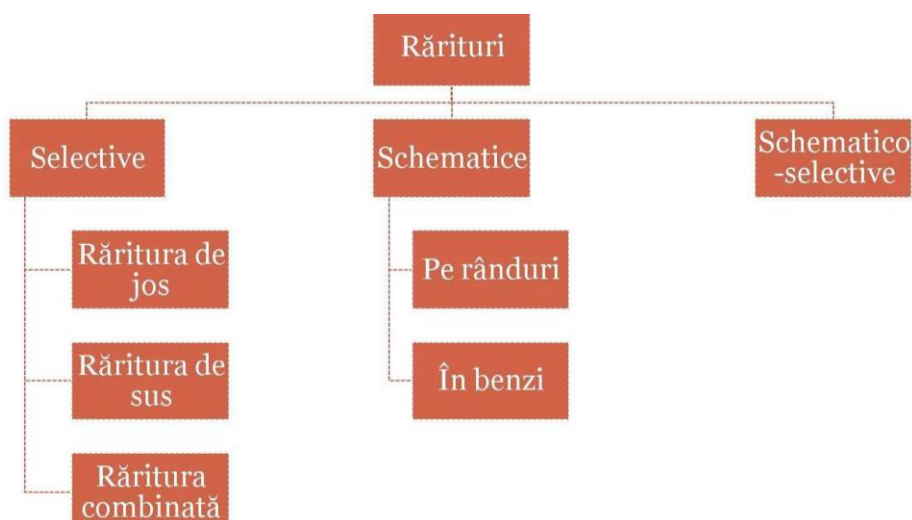 Rărituri
Selective
Schematice
Schematico
-selective
Răritura de
jos
Răritura de
sus
Răritura
combinată
Pe rânduri
În benzi